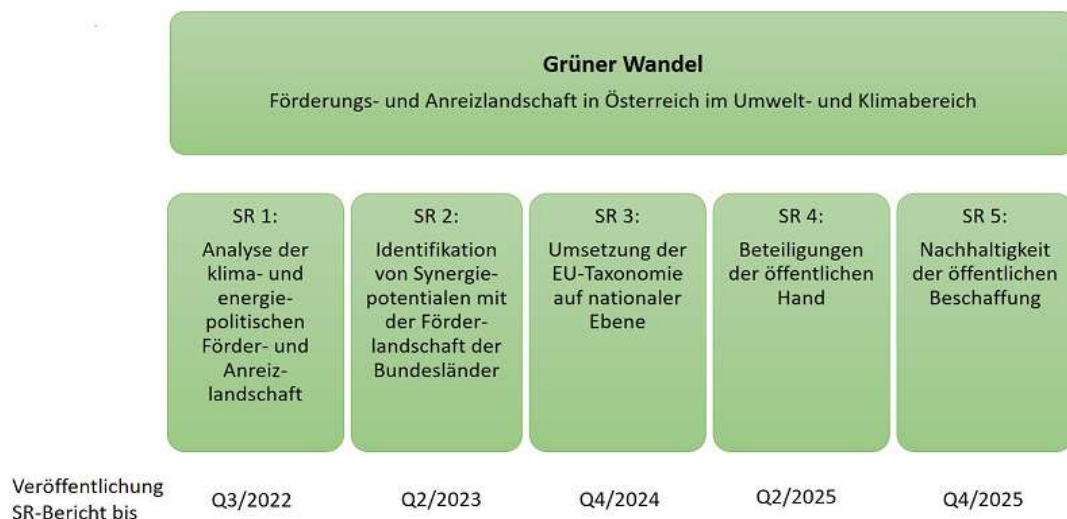 Grüner Wandel
Förderungs- und Anreizlandschaft in Österreich im Umwelt- und Klimabereich
SR 1:
Analyse der
klima- und
energie-
politischen
Förder- und
Anreiz-
landschaft
SR 2:
Identifikation
von Synergie-
potentialen mit
der Förder-
landschaft der
Bundesländer
SR 3:
Umsetzung der
EU-Taxonomie
auf nationaler
Ebene
SR 4:
Beteiligungen
der öffentlichen
Hand
SR 5:
Nachhaltigkeit
der öffentlichen
Beschaffung
Veröffentlichung
SR-Bericht bis
Q3/2022
Q2/2023
Q4/2024
Q2/2025
Q4/2025